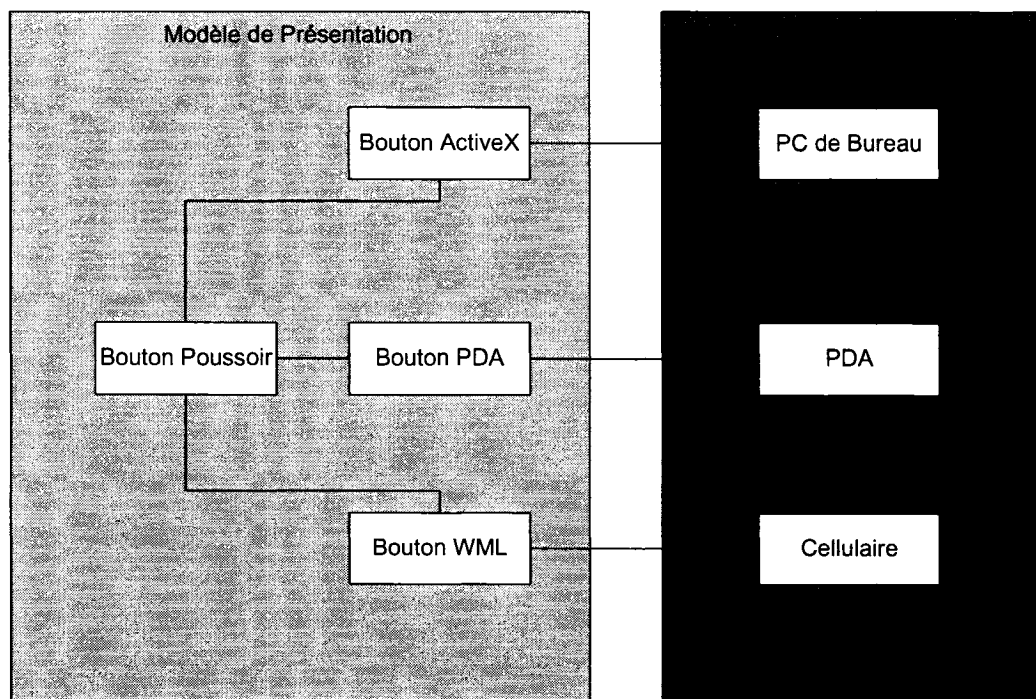 Modèle de Présentation
Bouton ActiveX
PC de Bureau
Bouton Poussoir
Bouton PDA
PDA
Bouton WML
Cellulaire